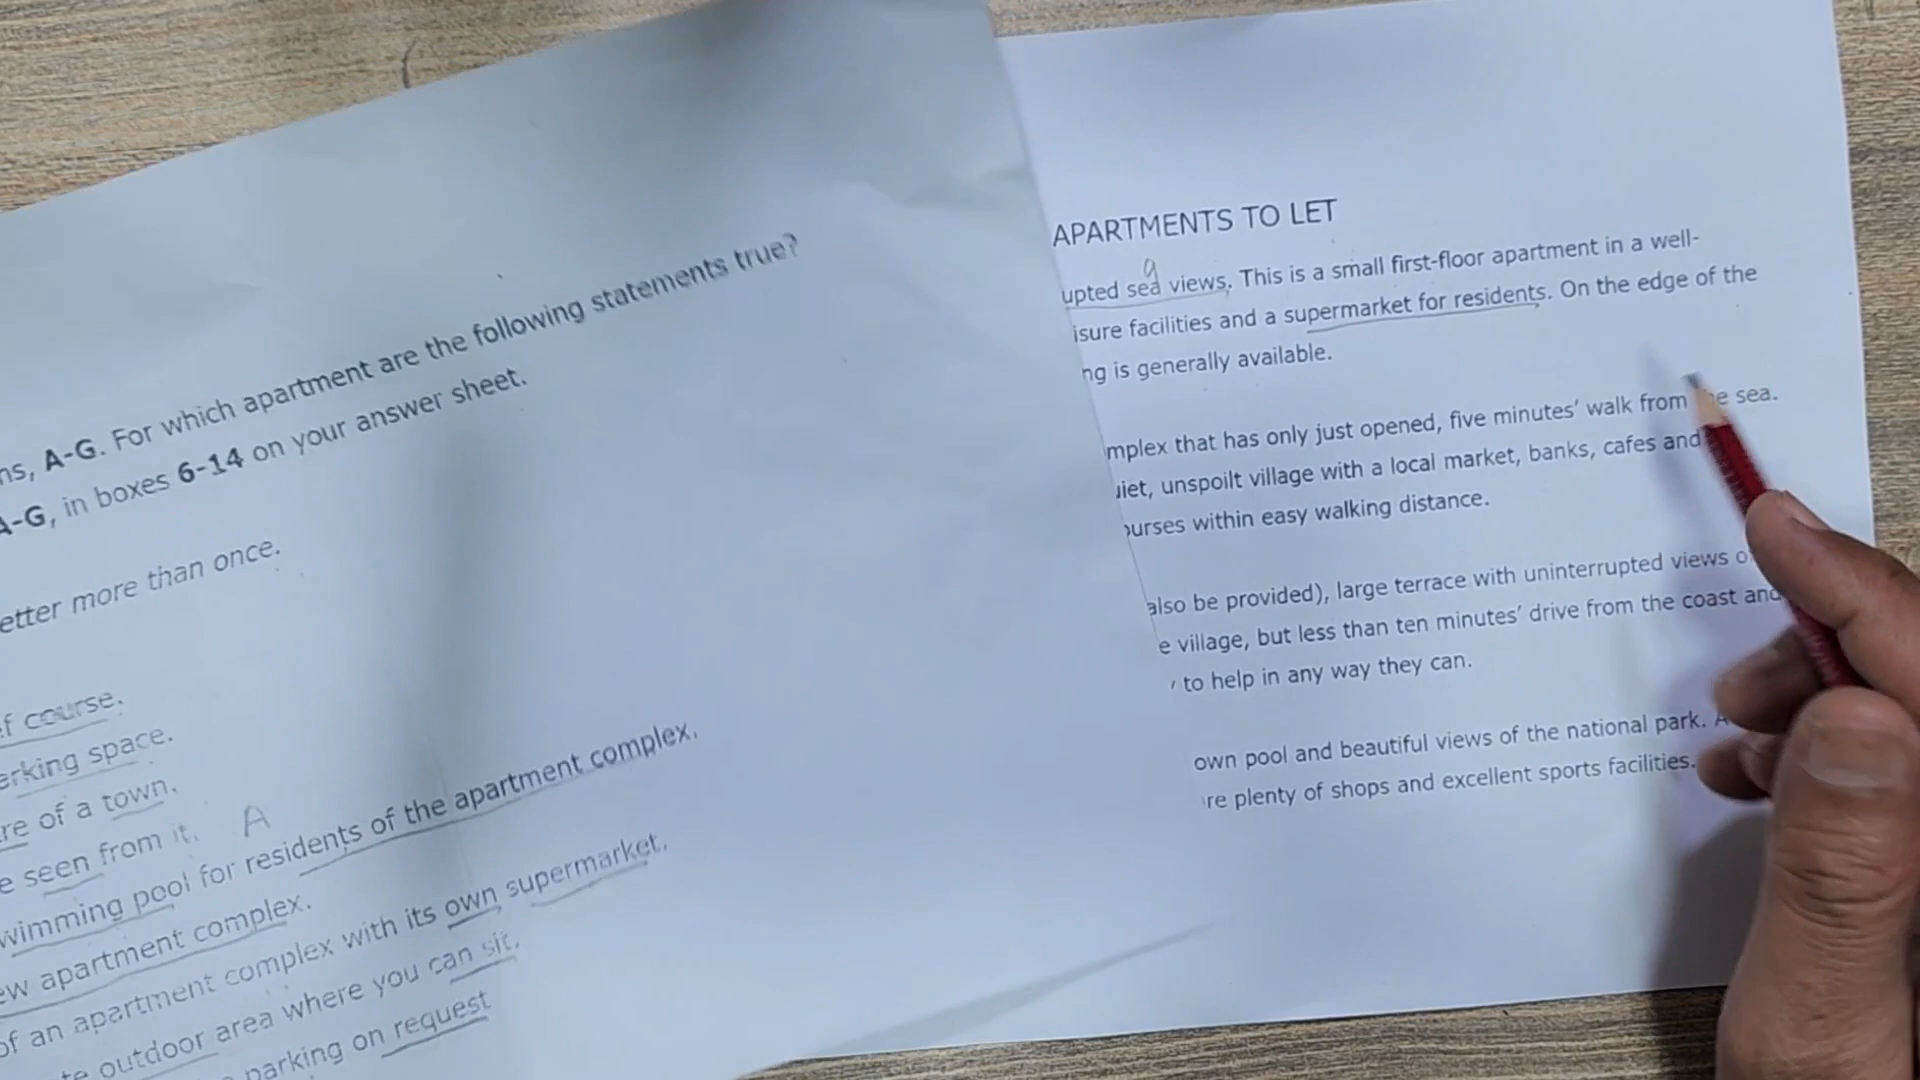 ns, A-G. For which apartment are the following statements true?
A-G, in boxes 6-14 on your answer sheet.
etter more than once.
f course.
arking space.
re of a town.
e seen from it. A
wimming pool for residents of the apartment complex.
ew apartment complex.
of an apartment complex with its own supermarket.
te outdoor area where you can sit.
parking on request
APARTMENTS TO LET
9
upted sea views. This is a small first-floor apartment in a well-
isure facilities and a supermarket for residents. On the edge of the
ng is generally available.
mplex that has only just opened, five minutes' walk from the sea.
uiet, unspoilt village with a local market, banks, cafes and
ourses within easy walking distance.
also be provided), large terrace with uninterrupted views o
e village, but less than ten minutes' drive from the coast and
to help in any way they can.
own pool and beautiful views of the national park. A
re plenty of shops and excellent sports facilities.